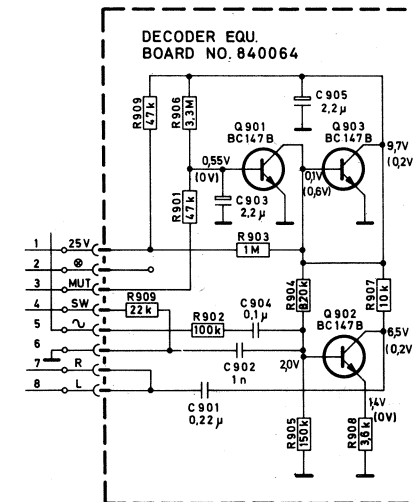 DECODER EQU.
BOARD NO. 840064
R909
47k
R906
3,3M
C905
2,2µ
Q901
BC147B
Q903
BC147B
9,7V
(0,2V
0,55V
(0V)
0,1V
(0,6V)
R901
47k
C903
2,2µ
R903
1M
1 25V
2 ⊗
3 MUT
4 SW
5 ∿
6
7 R
8 L
R909
22k
R902
100k
C904
0,1µ
R904
820k
R907
10k
Q902
BC147B
6,5V
(0,2V
C902
1n
2,0V
C901
0,22µ
1,4V
(0V)
R905
150k
R908
3,6k